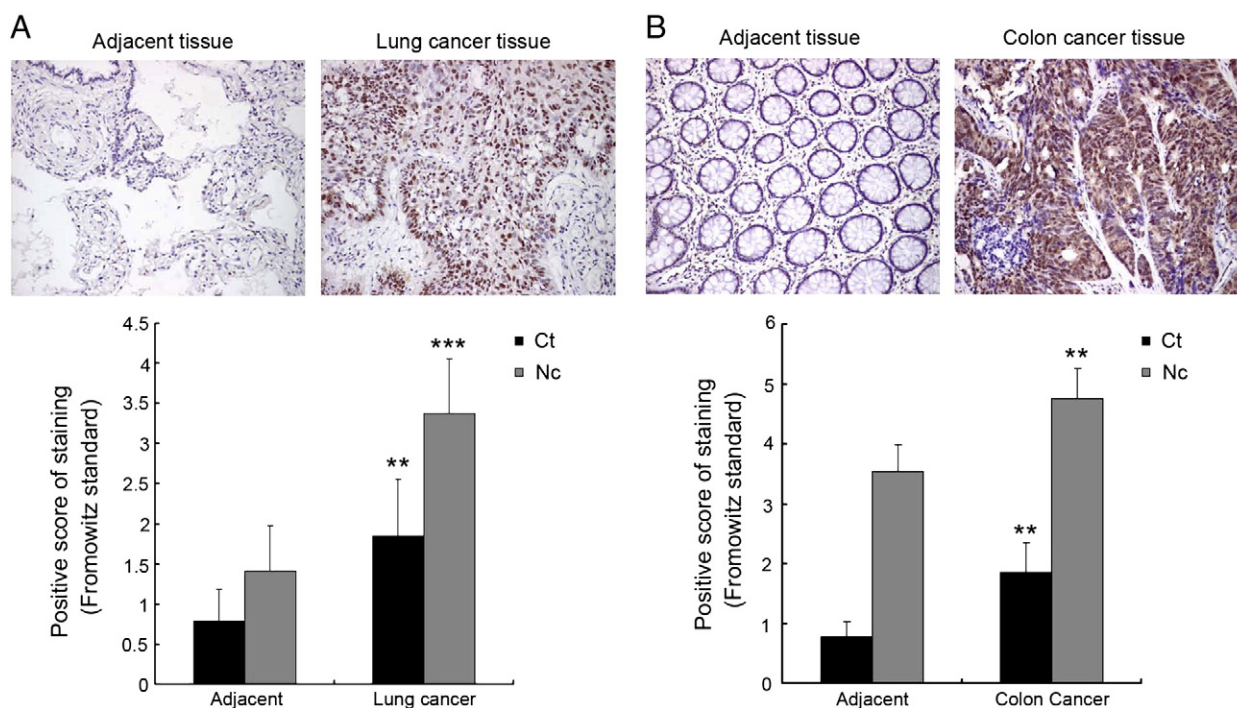 A
Adjacent tissue
Lung cancer tissue
4.5
4
3.5
3
2.5
2
1.5
1
0.5
0
Positive score of staining
(Fromowitz standard)
**
***
Ct
Nc
Adjacent
Lung cancer
B
Adjacent tissue
Colon cancer tissue
6
5
4
3
2
1
0
Positive score of staining
(Fromowitz standard)
**
**
Ct
Nc
Adjacent
Colon Cancer